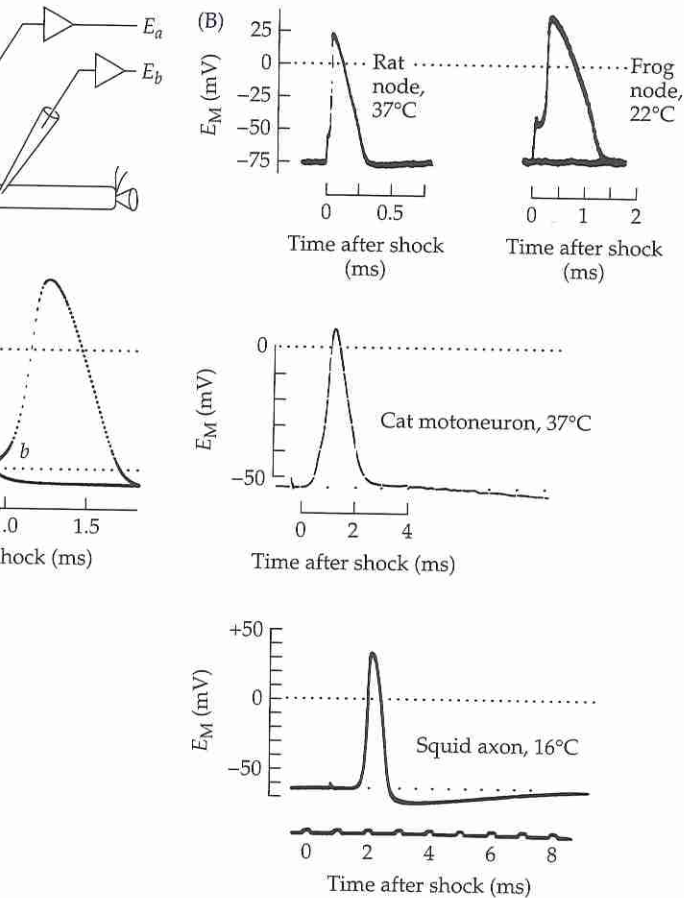 E_a
E_b
b
.0 1.5
hock (ms)
(B)
25
0
−25
−50
−75
E_M (mV)
Rat
node,
37°C
0 0.5
Time after shock
(ms)
Frog
node,
22°C
0 1 2
Time after shock
(ms)
0
−50
E_M (mV)
Cat motoneuron, 37°C
0 2 4
Time after shock (ms)
+50
0
−50
E_M (mV)
Squid axon, 16°C
0 2 4 6 8
Time after shock (ms)